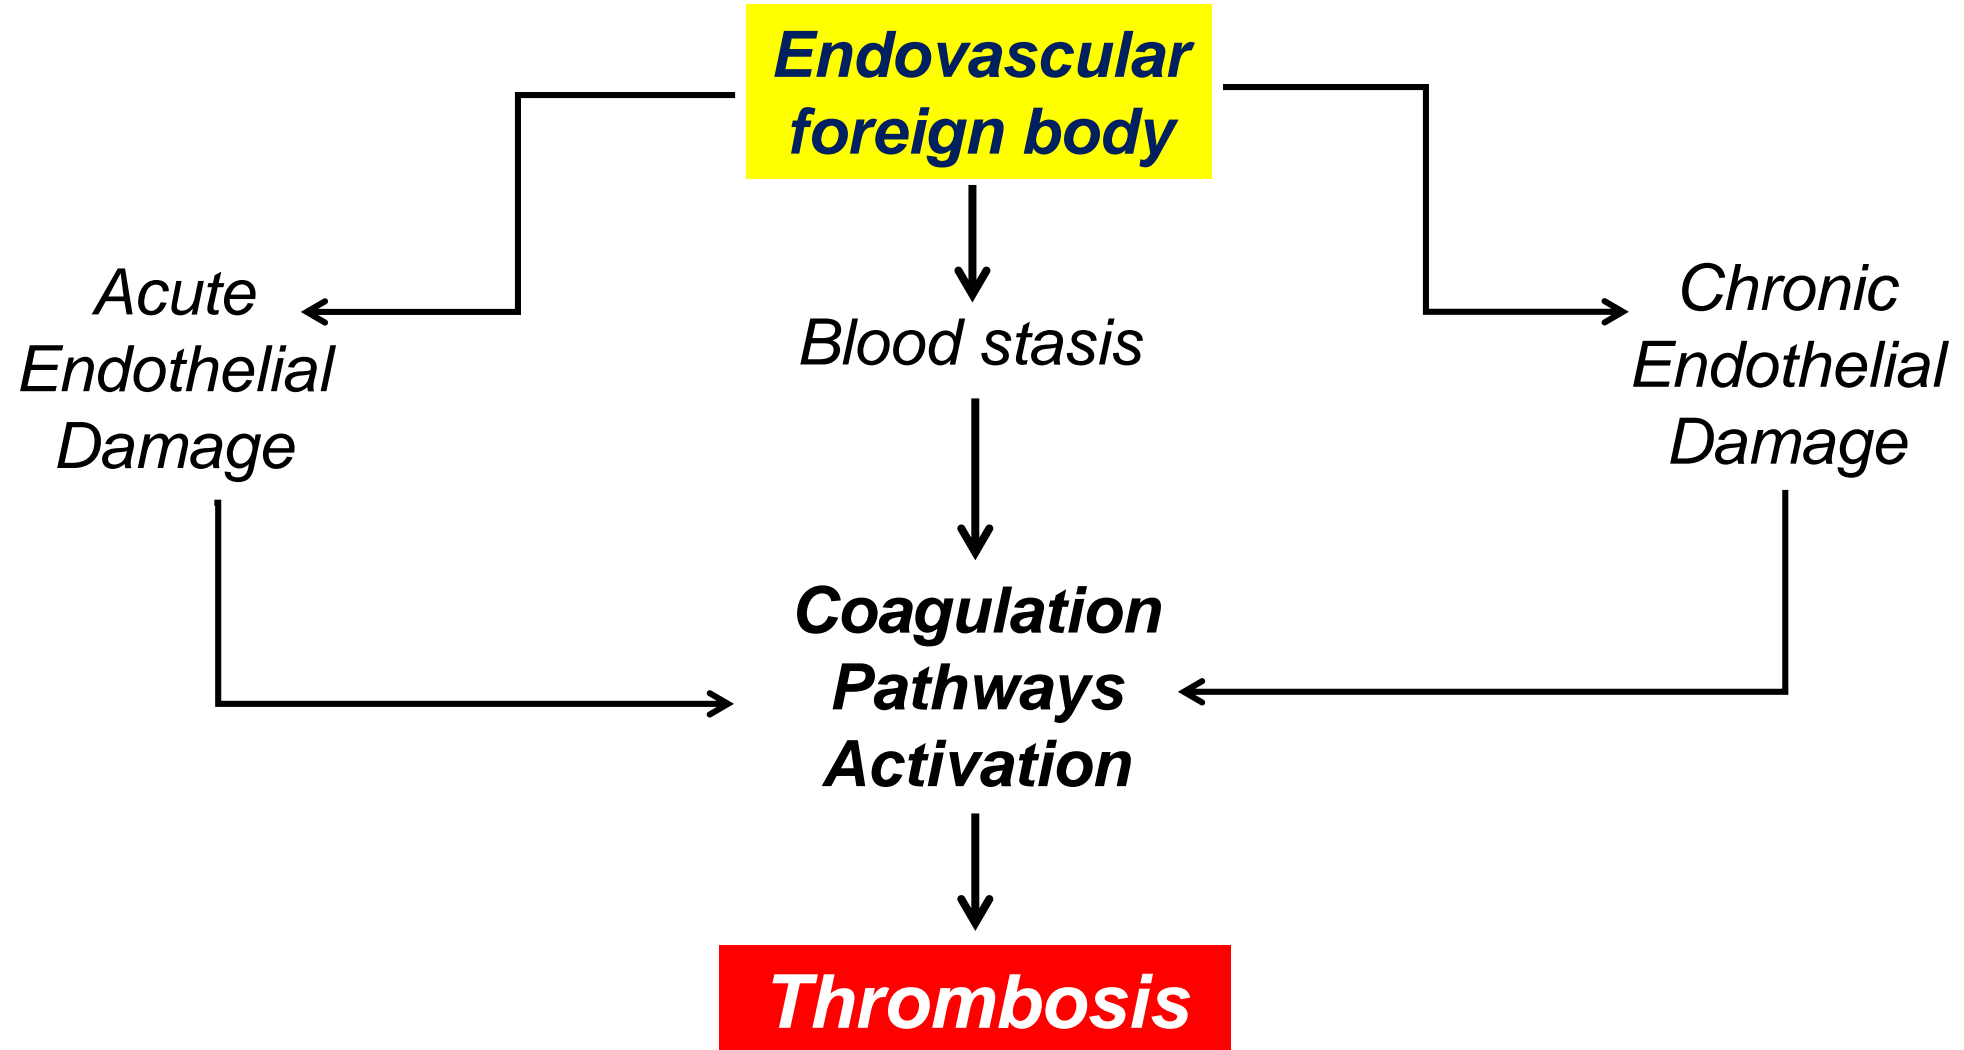 Endovascular
foreign body
Acute
Endothelial
Damage
Blood stasis
Chronic
Endothelial
Damage
Coagulation
Pathways
Activation
Thrombosis